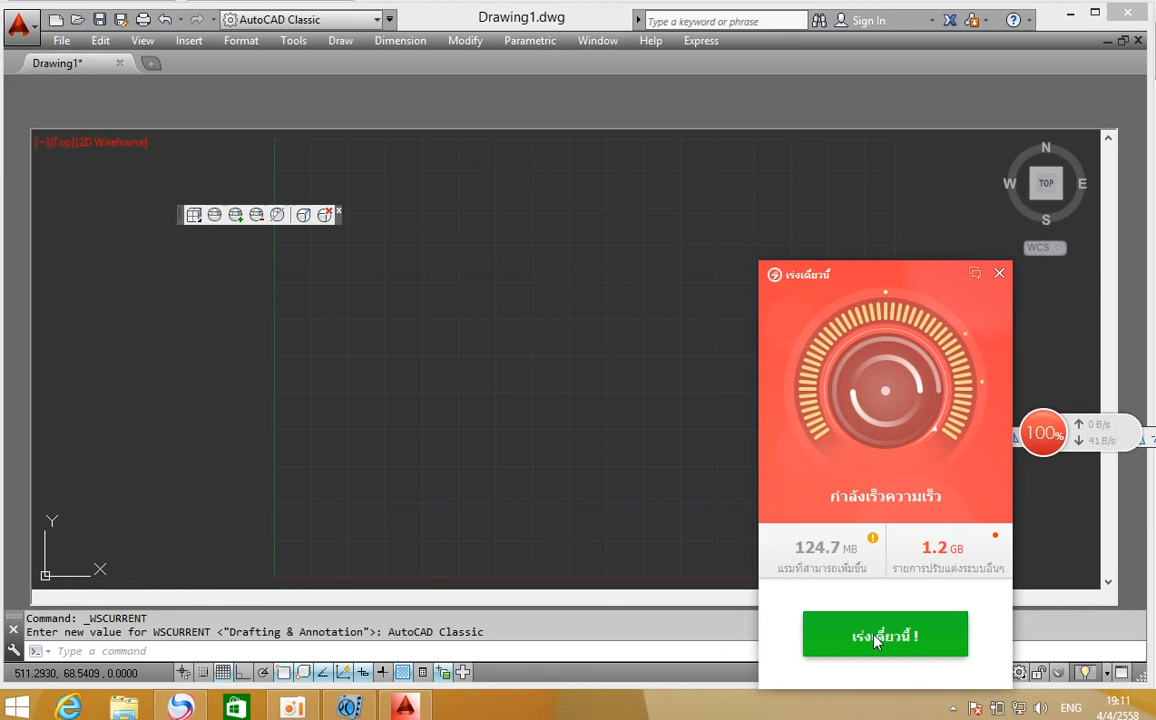 AutoCAD Classic
Drawing1.dwg
Type a keyword or phrase
Sign In
File Edit View Insert Format Tools Draw Dimension Modify Parametric Window Help Express
Drawing1*
[−][Top][2D Wireframe]
N
W TOP E
S
WCS
เร่งเดี๋ยวนี้
กำลังเร็วความเร็ว
124.7 MB
แรมที่สามารถเพิ่มขึ้น
1.2 GB
รายการปรับแต่งระบบอื่นๆ
เร่งเดี๋ยวนี้ !
100%
0 B/s
41 B/s
Y
X
Command: _WSCURRENT
Enter new value for WSCURRENT <"Drafting & Annotation">: AutoCAD Classic
Type a command
511.2930, 68.5409, 0.0000
ENG
19:11
4/4/2558